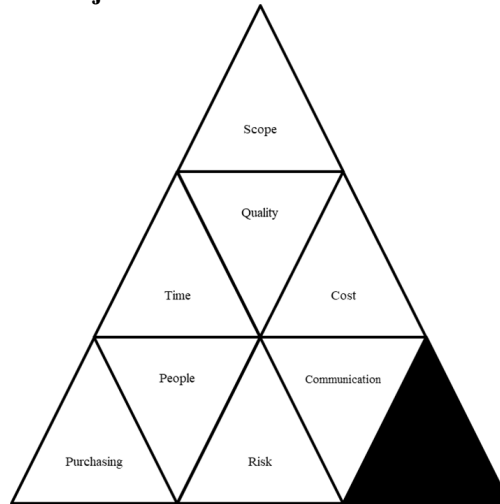 Scope
Quality
Time
Cost
People
Communication
Purchasing
Risk